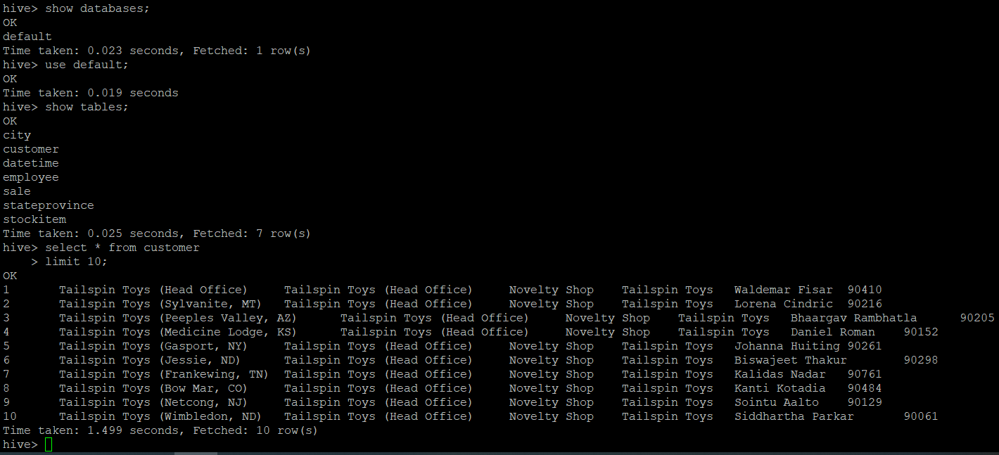 hive> show databases;
OK
default
Time taken: 0.023 seconds, Fetched: 1 row(s)
hive> use default;
OK
Time taken: 0.019 seconds
hive> show tables;
OK
city
customer
datetime
employee
sale
stateprovince
stockitem
Time taken: 0.025 seconds, Fetched: 7 row(s)
hive> select * from customer
    > limit 10;
OK
1       Tailspin Toys (Head Office)     Tailspin Toys (Head Office)     Novelty Shop    Tailspin Toys   Waldemar Fisar  90410
2       Tailspin Toys (Sylvanite, MT)   Tailspin Toys (Head Office)     Novelty Shop    Tailspin Toys   Lorena Cindric  90216
3       Tailspin Toys (Peeples Valley, AZ)      Tailspin Toys (Head Office)     Novelty Shop    Tailspin Toys   Bhaargav Rambhatla      90205
4       Tailspin Toys (Medicine Lodge, KS)      Tailspin Toys (Head Office)     Novelty Shop    Tailspin Toys   Daniel Roman    90152
5       Tailspin Toys (Gasport, NY)     Tailspin Toys (Head Office)     Novelty Shop    Tailspin Toys   Johanna Huiting 90261
6       Tailspin Toys (Jessie, ND)      Tailspin Toys (Head Office)     Novelty Shop    Tailspin Toys   Biswajeet Thakur        90298
7       Tailspin Toys (Frankewing, TN)  Tailspin Toys (Head Office)     Novelty Shop    Tailspin Toys   Kalidas Nadar   90761
8       Tailspin Toys (Bow Mar, CO)     Tailspin Toys (Head Office)     Novelty Shop    Tailspin Toys   Kanti Kotadia   90484
9       Tailspin Toys (Netcong, NJ)     Tailspin Toys (Head Office)     Novelty Shop    Tailspin Toys   Sointu Aalto    90129
10      Tailspin Toys (Wimbledon, ND)   Tailspin Toys (Head Office)     Novelty Shop    Tailspin Toys   Siddhartha Parkar       90061
Time taken: 1.499 seconds, Fetched: 10 row(s)
hive>